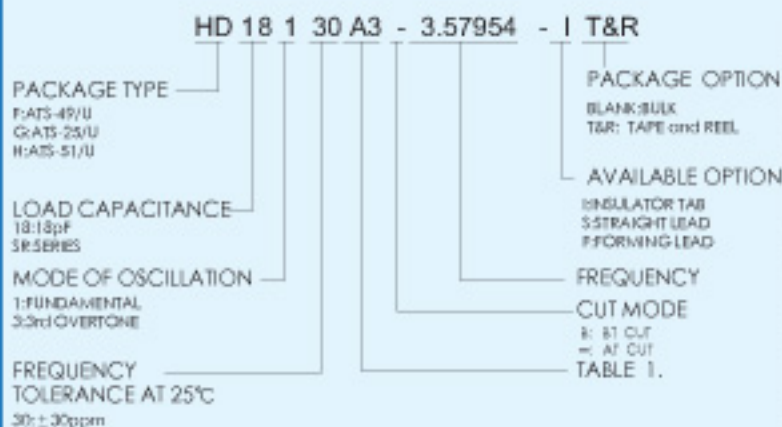 HD 18 1 30 A3 - 3.57954 - I T&R
PACKAGE TYPE
F:ATS-49/U
G:ATS-25/U
H:ATS-51/U
LOAD CAPACITANCE
18:18pF
SR:SERIES
MODE OF OSCILLATION
1:FUNDAMENTAL
3:3rd OVERTONE
FREQUENCY
TOLERANCE AT 25℃
30:±30ppm
PACKAGE OPTION
BLANK:BULK
T&R: TAPE and REEL
AVAILABLE OPTION
I:INSULATOR TAB
S:STRAIGHT LEAD
F:FORMING LEAD
FREQUENCY
CUT MODE
B: BT CUT
-: AT CUT
TABLE 1.